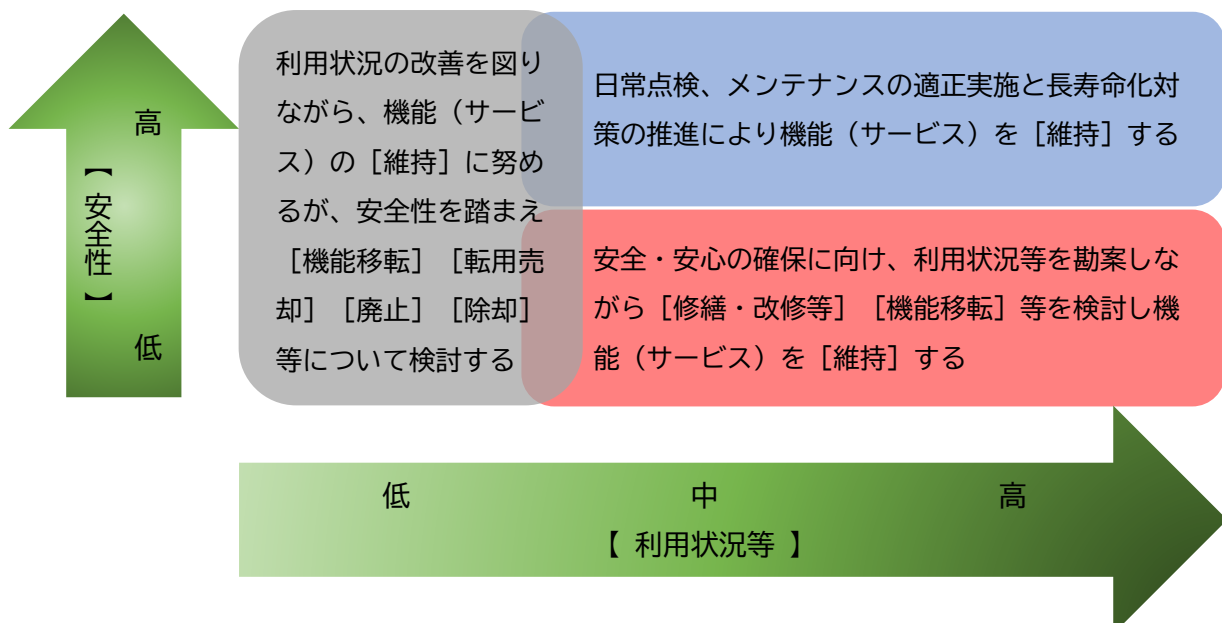 高
【安全性】
低
利用状況の改善を図り
ながら、機能（サービ
ス）の［維持］に努め
るが、安全性を踏まえ
［機能移転］［転用売
却］［廃止］［除却］
等について検討する
日常点検、メンテナンスの適正実施と長寿命化対
策の推進により機能（サービス）を［維持］する
安全・安心の確保に向け、利用状況等を勘案しな
がら［修繕・改修等］［機能移転］等を検討し機
能（サービス）を［維持］する
低 中 高
【 利用状況等 】